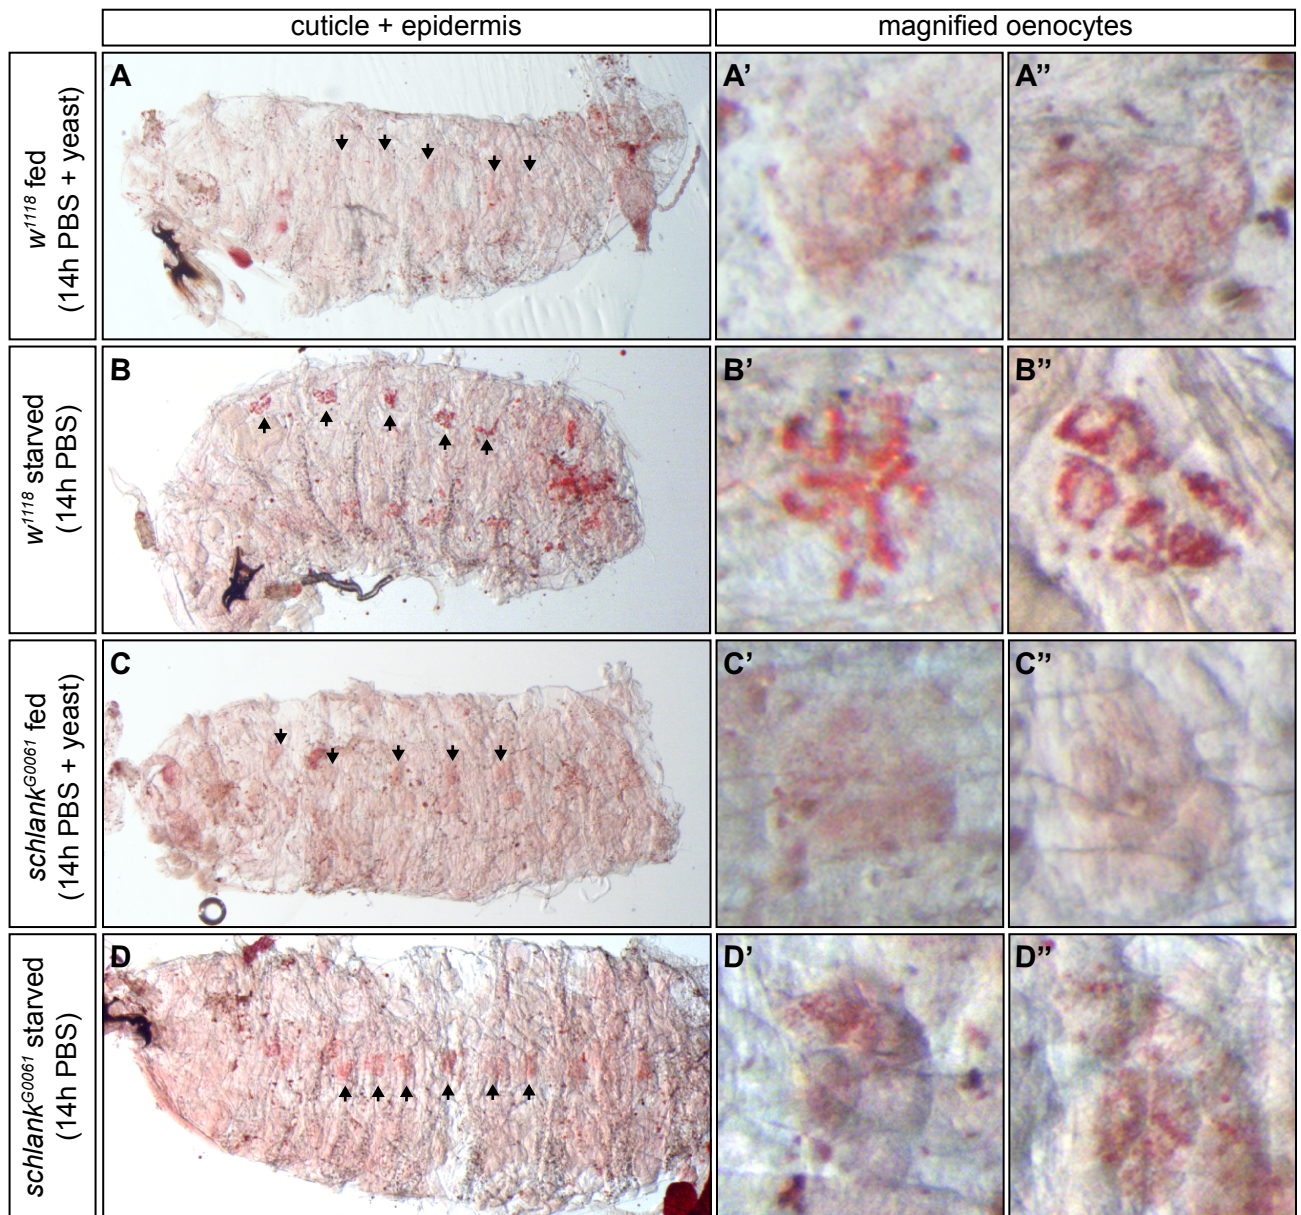 cuticle + epidermis
magnified oenocytes
w1118 fed
(14h PBS + yeast)
A
A’
A’’
w1118 starved
(14h PBS)
B
B’
B’’
schlankG0061 fed
(14h PBS + yeast)
C
C’
C’’
schlankG0061 starved
(14h PBS)
D
D’
D’’